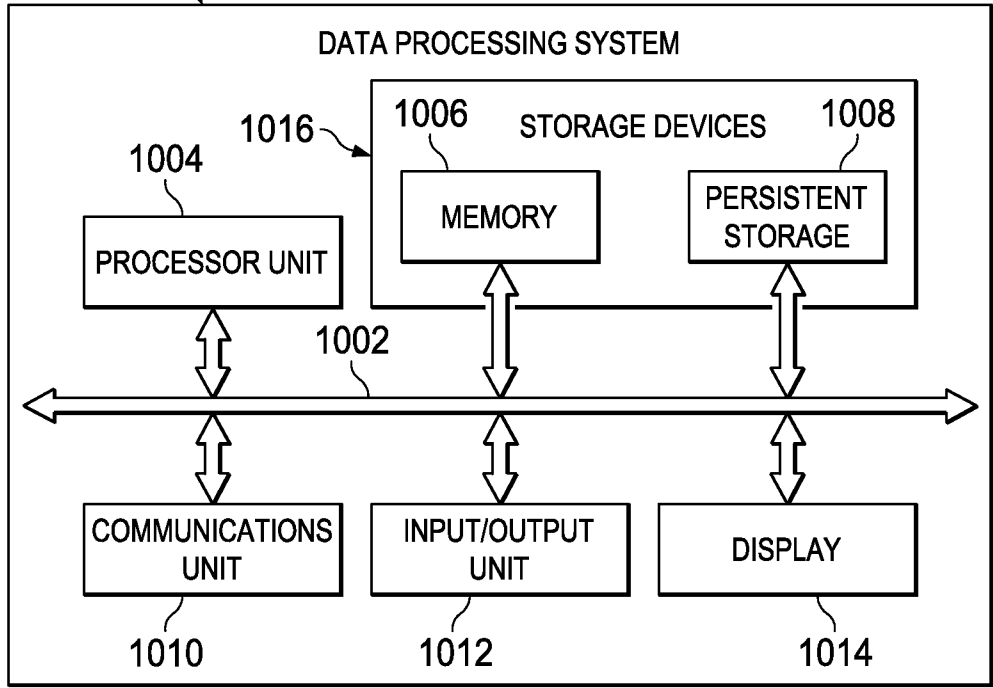 DATA PROCESSING SYSTEM
1016
1006
STORAGE DEVICES
1008
1004
MEMORY
PERSISTENT
STORAGE
PROCESSOR UNIT
1002
COMMUNICATIONS
UNIT
INPUT/OUTPUT
UNIT
DISPLAY
1010
1012
1014